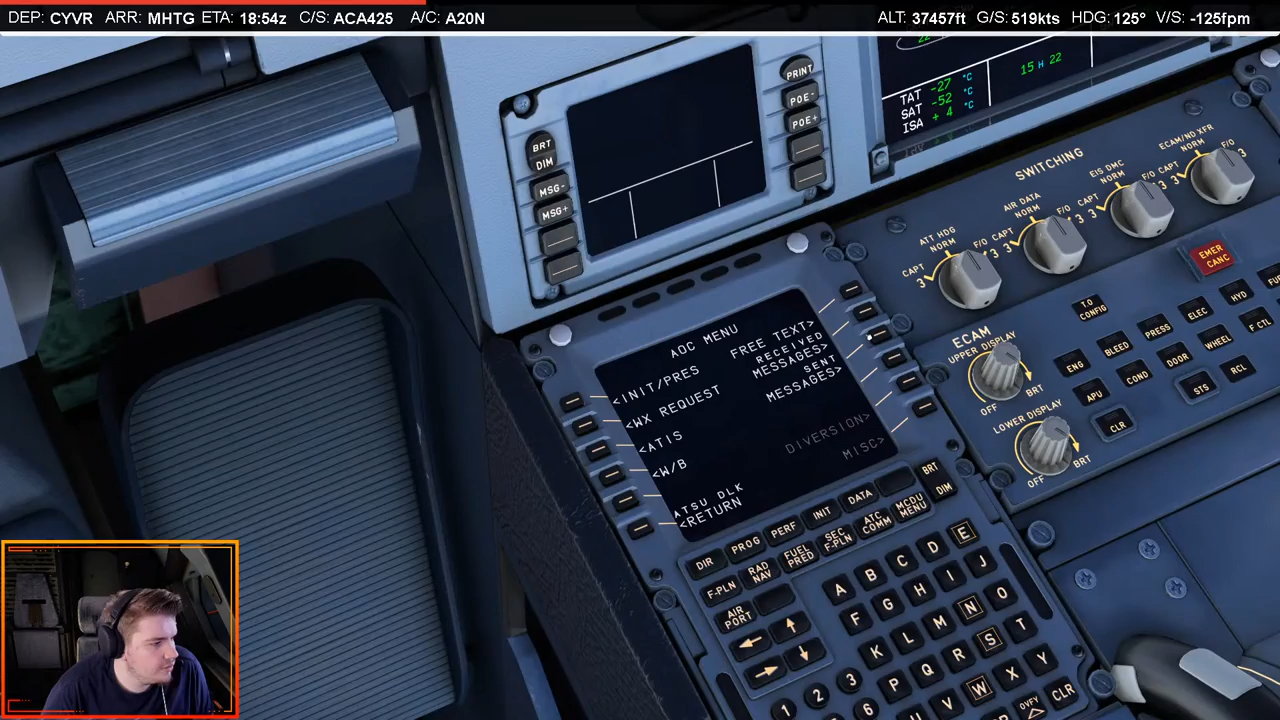 DEP: CYVR ARR: MHTG ETA: 18:54z C/S: ACA425 A/C: A20N
ALT: 37457ft G/S: 519kts HDG: 125° V/S: -125fpm
BRT
DIM
MSG-
MSG+
PRINT
POE-
POE+
TAT -27 °C
SAT -52 °C
ISA + 4 °C
15 H 22
SWITCHING
ATT HDG
NORM
CAPT
3
F/O
3
AIR DATA
NORM
CAPT
3
F/O
3
EIS DMC
NORM
CAPT
3
F/O
3
ECAM/ND XFR
NORM
CAPT
3
F/O
3
AOC MENU
FREE TEXT>
<INIT/PRES
RECEIVED
MESSAGES>
<WX REQUEST
SENT
MESSAGES>
<ATIS
<W/B
DIVERSION>
MISC>
ATSU DLK
<RETURN
ECAM
UPPER DISPLAY
OFF
BRT
LOWER DISPLAY
OFF
BRT
EMER
CANC
T.O
CONFIG
ENG
BLEED
PRESS
ELEC
HYD
APU
COND
DOOR
WHEEL
F.CTL
CLR
STS
RCL
DIR
PROG
PERF
INIT
DATA
BRT
DIM
F-PLN
RAD
NAV
FUEL
PRED
SEC
F-PLN
ATC
COMM
MCDU
MENU
AIR
PORT
A B C D E
F G H I J
K L M N O
P Q R S T
U V W X Y
1 2 3
6
OVFY
CLR